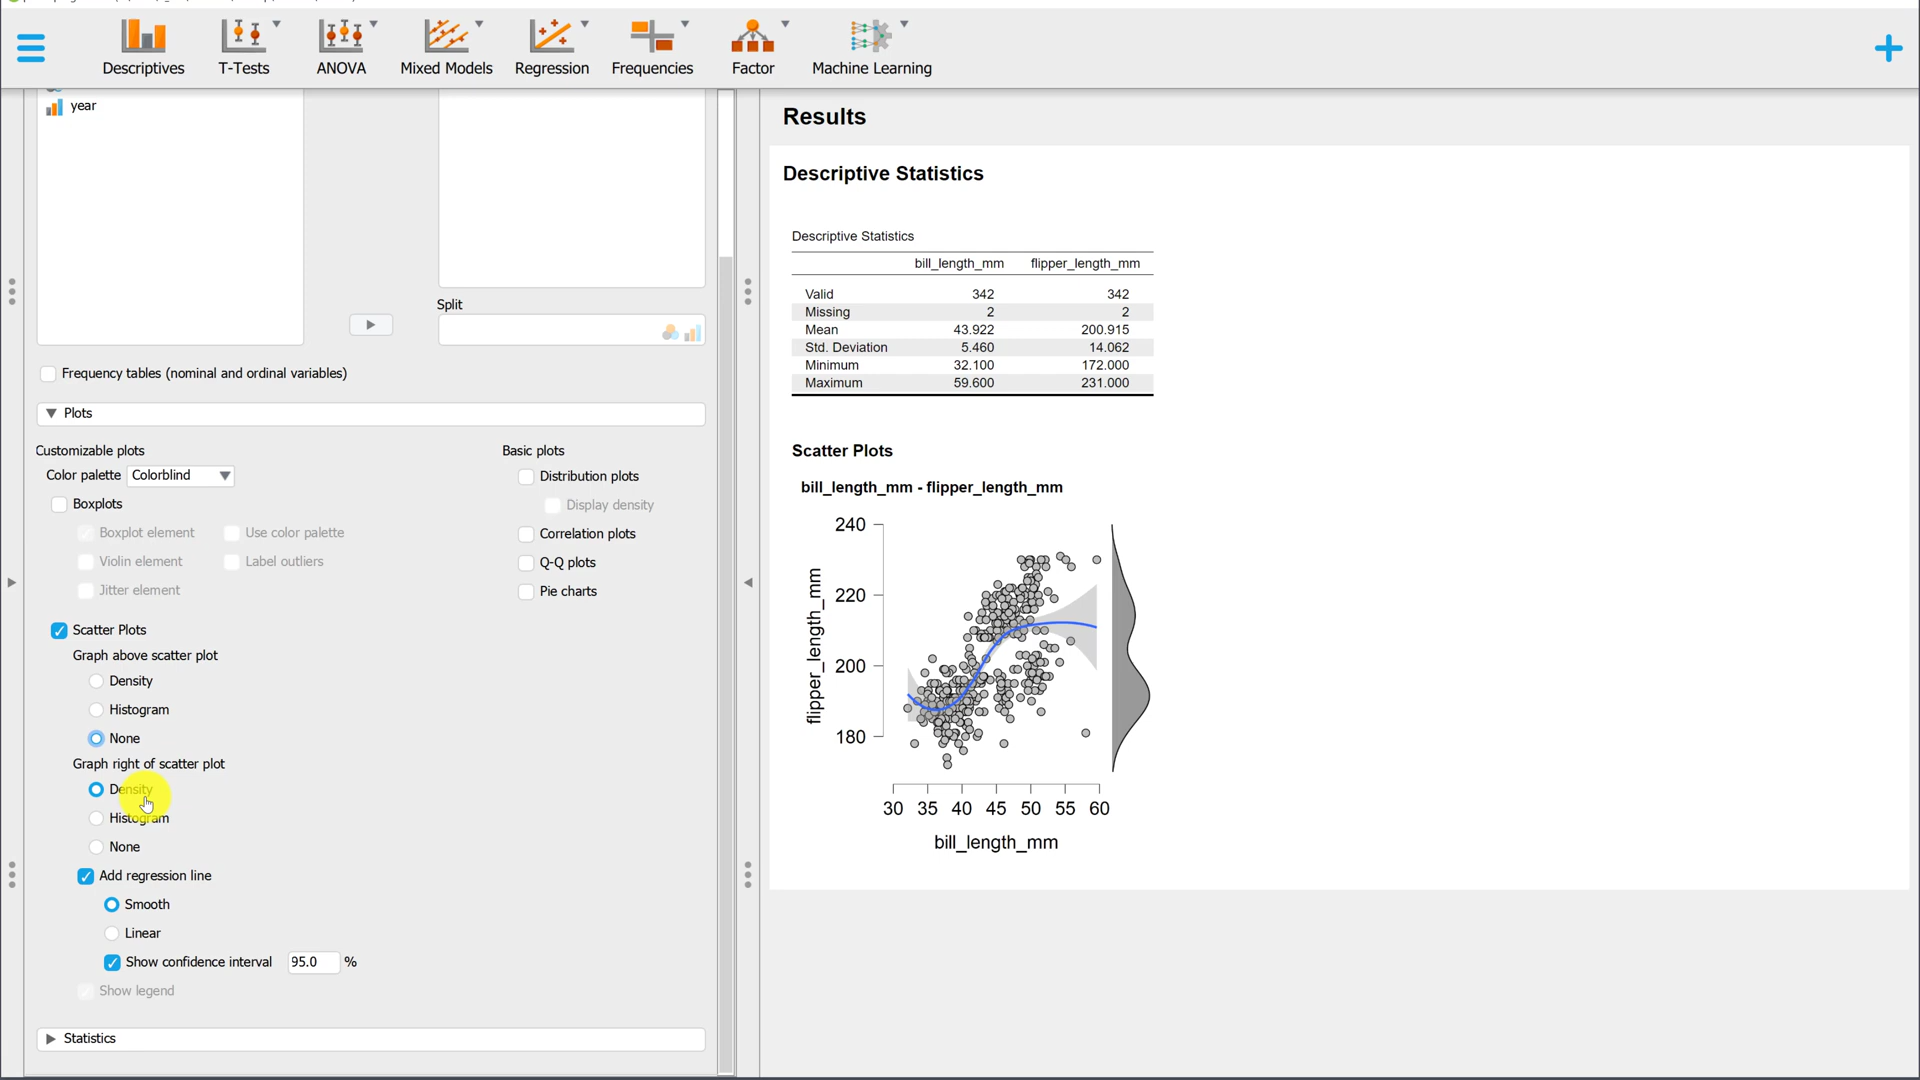 Descriptives
T-Tests
ANOVA
Mixed Models
Regression
Frequencies
Factor
Machine Learning
year
Split
Frequency tables (nominal and ordinal variables)
Plots
Customizable plots
Color palette Colorblind
Boxplots
Boxplot element Use color palette
Violin element Label outliers
Jitter element
Basic plots
Distribution plots
Display density
Correlation plots
Q-Q plots
Pie charts
Scatter Plots
Graph above scatter plot
Density
Histogram
None
Graph right of scatter plot
Density
Histogram
None
Add regression line
Smooth
Linear
Show confidence interval 95.0 %
Show legend
Statistics
Results
Descriptive Statistics
Descriptive Statistics
bill_length_mm flipper_length_mm
Valid 342 342
Missing 2 2
Mean 43.922 200.915
Std. Deviation 5.460 14.062
Minimum 32.100 172.000
Maximum 59.600 231.000
Scatter Plots
bill_length_mm - flipper_length_mm
240
220
200
180
flipper_length_mm
30 35 40 45 50 55 60
bill_length_mm